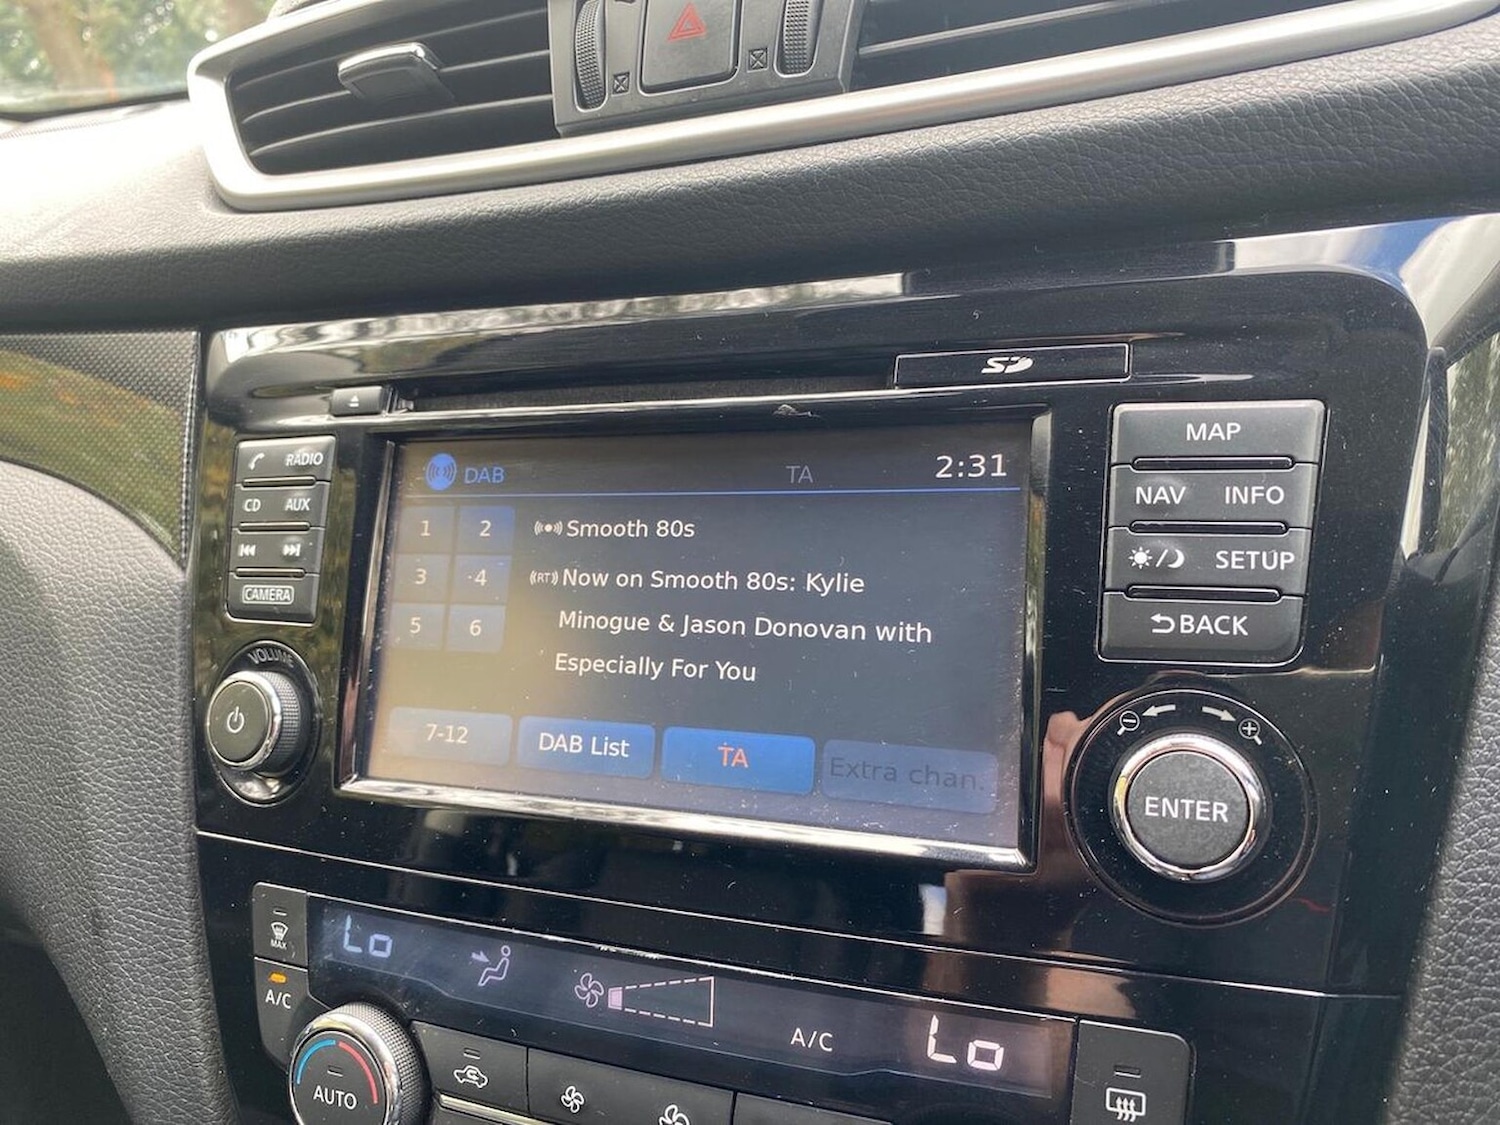 SD
RADIO
CD AUX
CAMERA
VOLUME
DAB TA 2:31
1 2
Smooth 80s
3 4
(RT) Now on Smooth 80s: Kylie
Minogue & Jason Donovan with
5 6
Especially For You
7-12 DAB List TA Extra chan.
MAP
NAV INFO
SETUP
BACK
ENTER
MAX
A/C
Lo A/C Lo
AUTO